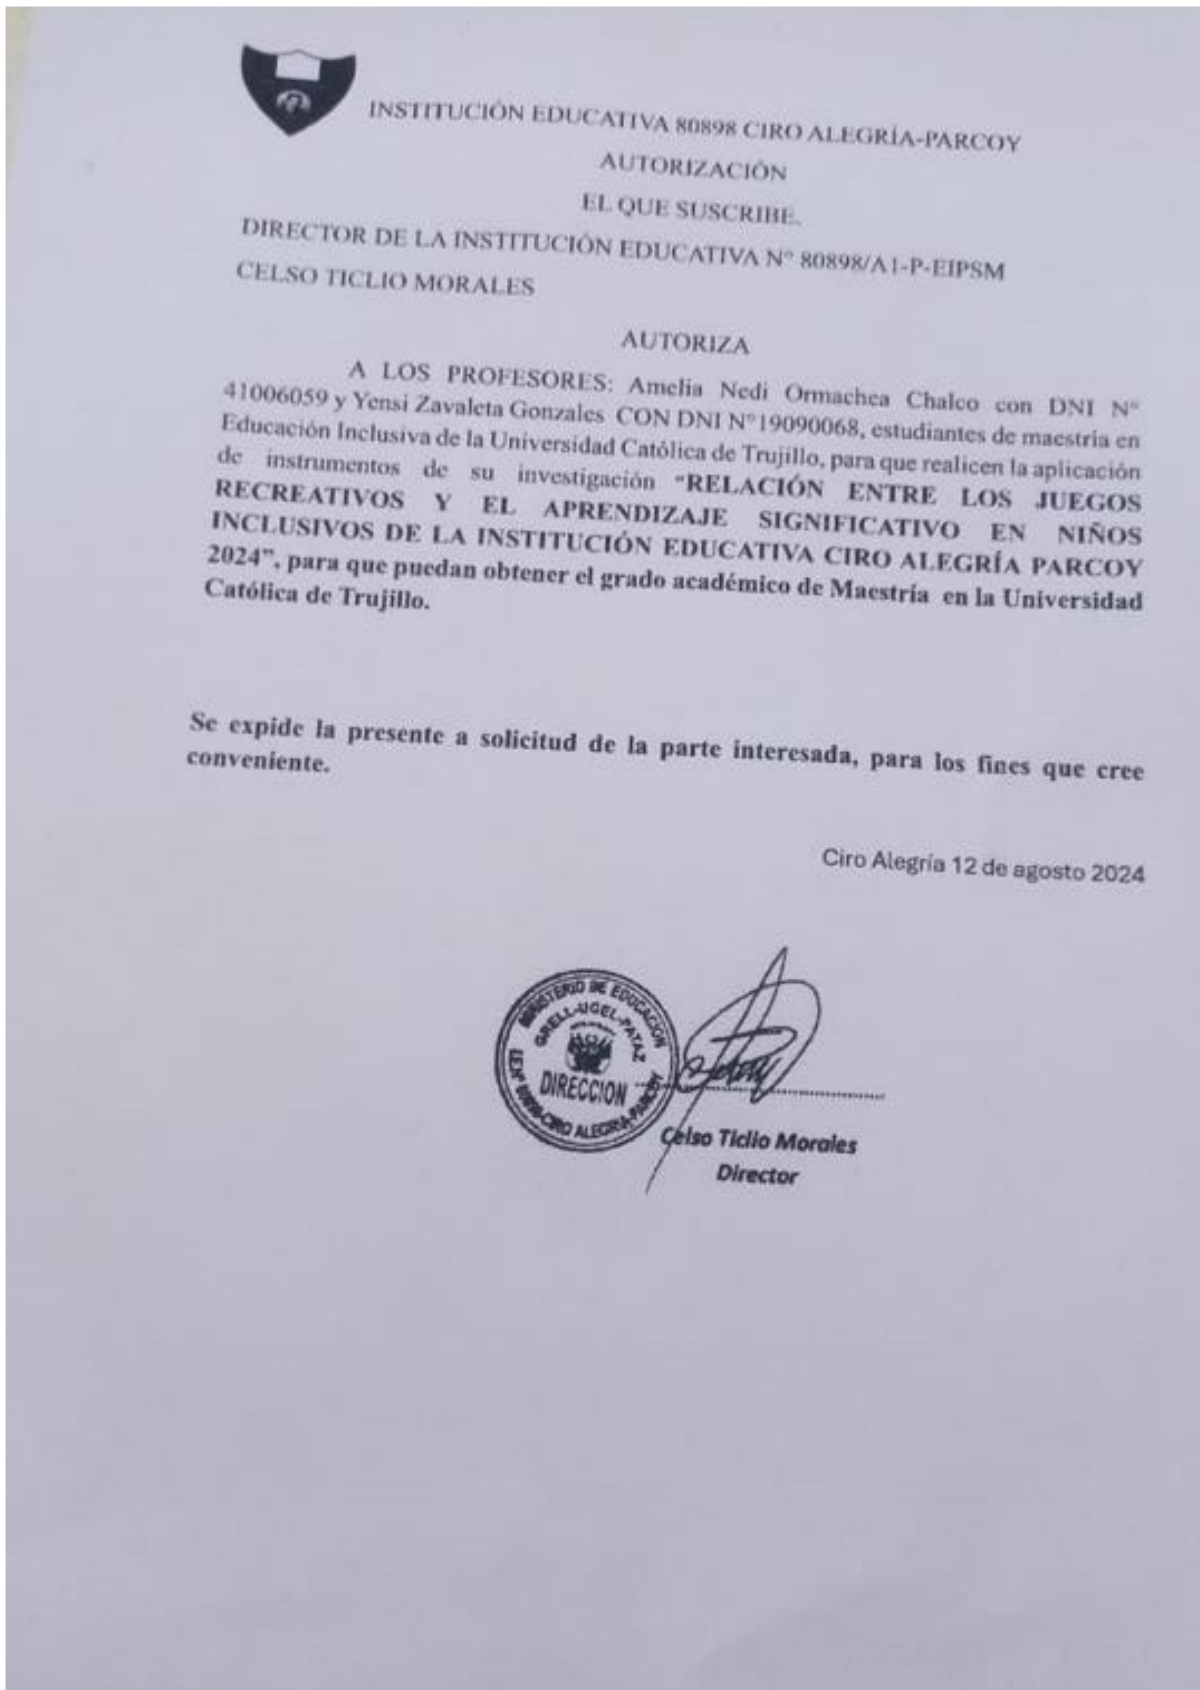 INSTITUCIÓN EDUCATIVA 80898 CIRO ALEGRÍA-PARCOY
AUTORIZACIÓN
EL QUE SUSCRIBE.
DIRECTOR DE LA INSTITUCIÓN EDUCATIVA N° 80898/A1-P-EIPSM
CELSO TICLIO MORALES
AUTORIZA
A LOS PROFESORES: Amelia Nedi Ormachea Chalco con DNI N°
41006059 y Yensi Zavaleta Gonzales CON DNI N°19090068, estudiantes de maestria en
Educación Inclusiva de la Universidad Católica de Trujillo, para que realicen la aplicación
de instrumentos de su investigación "RELACIÓN ENTRE LOS JUEGOS
RECREATIVOS Y EL APRENDIZAJE SIGNIFICATIVO EN NIÑOS
INCLUSIVOS DE LA INSTITUCIÓN EDUCATIVA CIRO ALEGRÍA PARCOY
2024", para que puedan obtener el grado académico de Maestría en la Universidad
Católica de Trujillo.
Se expide la presente a solicitud de la parte interesada, para los fines que cree
conveniente.
Ciro Alegría 12 de agosto 2024
MINISTERIO DE EDUCACIÓN
GRELL-UGEL-PATAZ
DIRECCION
CIRO ALEGRIA-PARCOY
Celso Ticlio Morales
Director